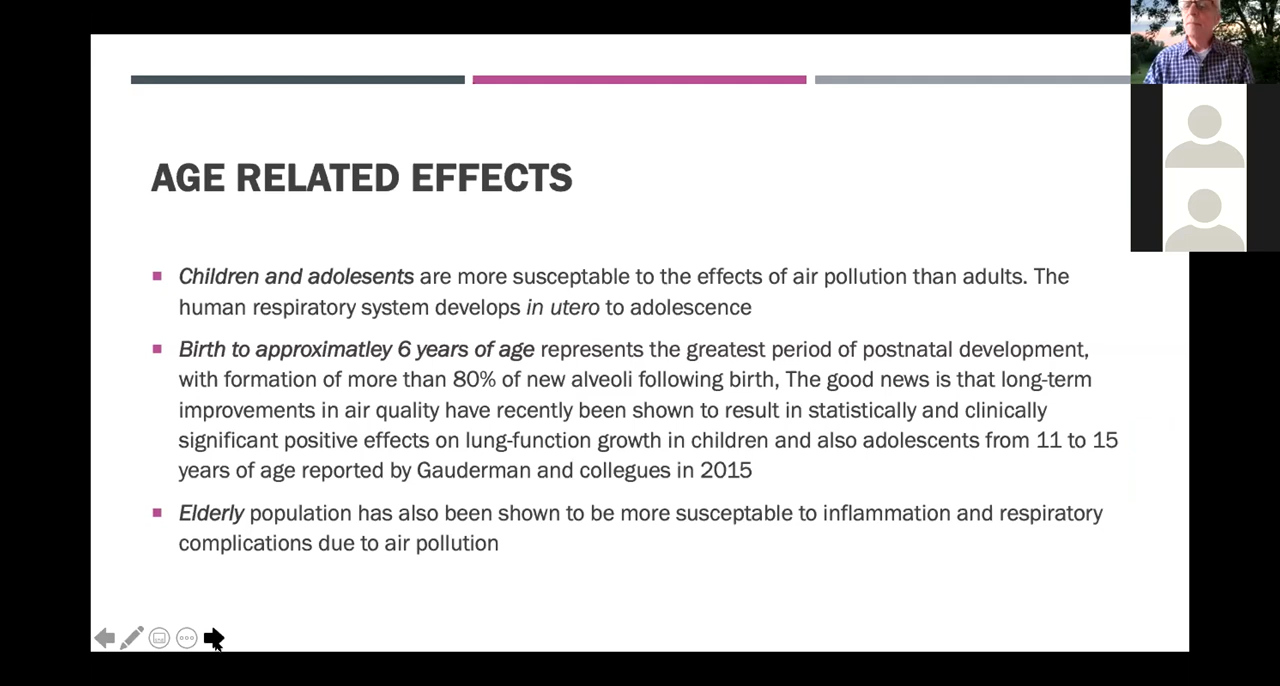 AGE RELATED EFFECTS
Children and adolesents are more susceptable to the effects of air pollution than adults. The
human respiratory system develops in utero to adolescence
Birth to approximatley 6 years of age represents the greatest period of postnatal development,
with formation of more than 80% of new alveoli following birth, The good news is that long-term
improvements in air quality have recently been shown to result in statistically and clinically
significant positive effects on lung-function growth in children and also adolescents from 11 to 15
years of age reported by Gauderman and collegues in 2015
Elderly population has also been shown to be more susceptable to inflammation and respiratory
complications due to air pollution